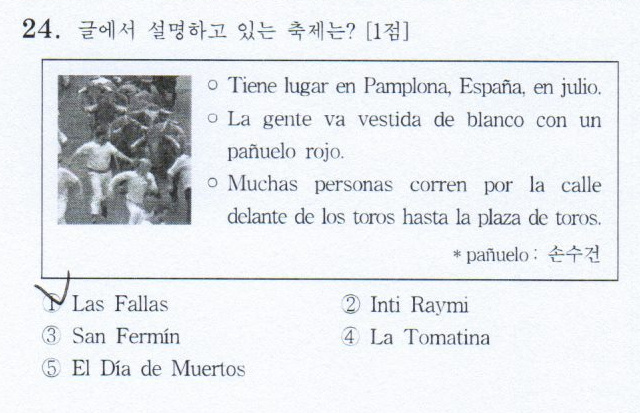 24. 글에서 설명하고 있는 축제는? [1점]
○ Tiene lugar en Pamplona, España, en julio.
○ La gente va vestida de blanco con un
pañuelo rojo.
○ Muchas personas corren por la calle
delante de los toros hasta la plaza de toros.
* pañuelo : 손수건
① Las Fallas
② Inti Raymi
③ San Fermín
④ La Tomatina
⑤ El Día de Muertos